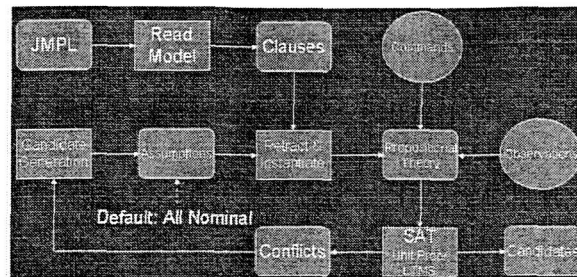 JMPL
Read
Model
Clauses
Commands
Candidate
Generation
Assumptions
Retract &
Instantiate
Propositional
Theory
Observations
Default: All Nominal
Conflicts
SAT
Unit Prop
LTMS
Candidates